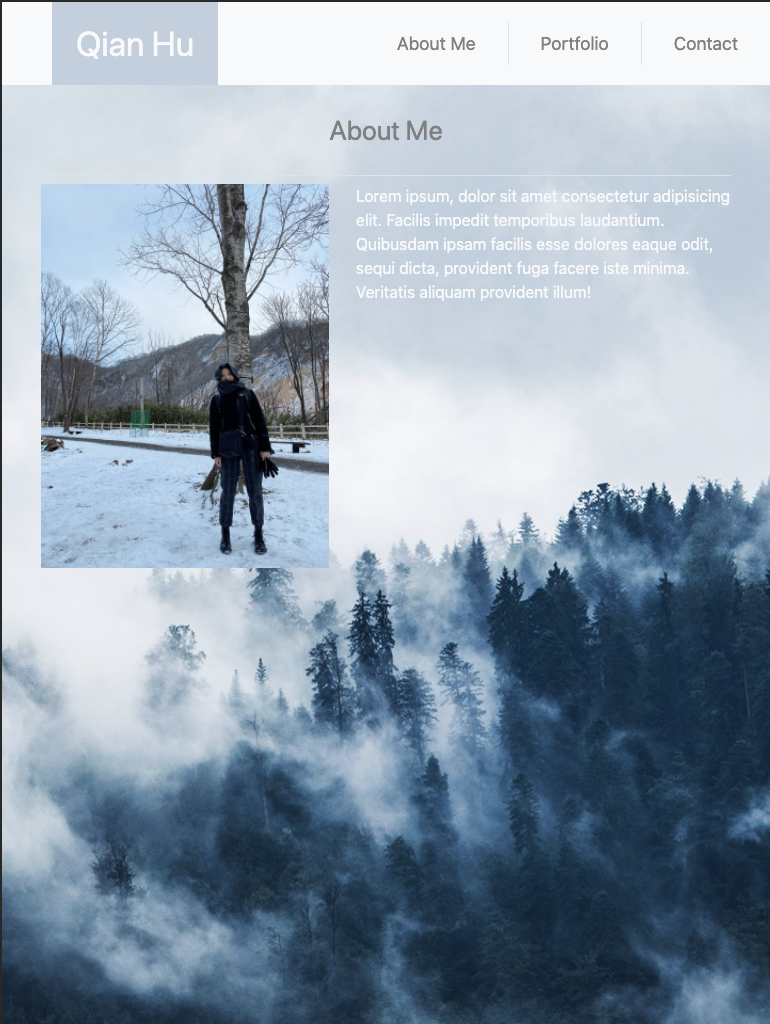 Qian Hu
About Me
Portfolio
Contact
About Me
Lorem ipsum, dolor sit amet consectetur adipisicing
elit. Facilis impedit temporibus laudantium.
Quibusdam ipsam facilis esse dolores eaque odit,
sequi dicta, provident fuga facere iste minima.
Veritatis aliquam provident illum!